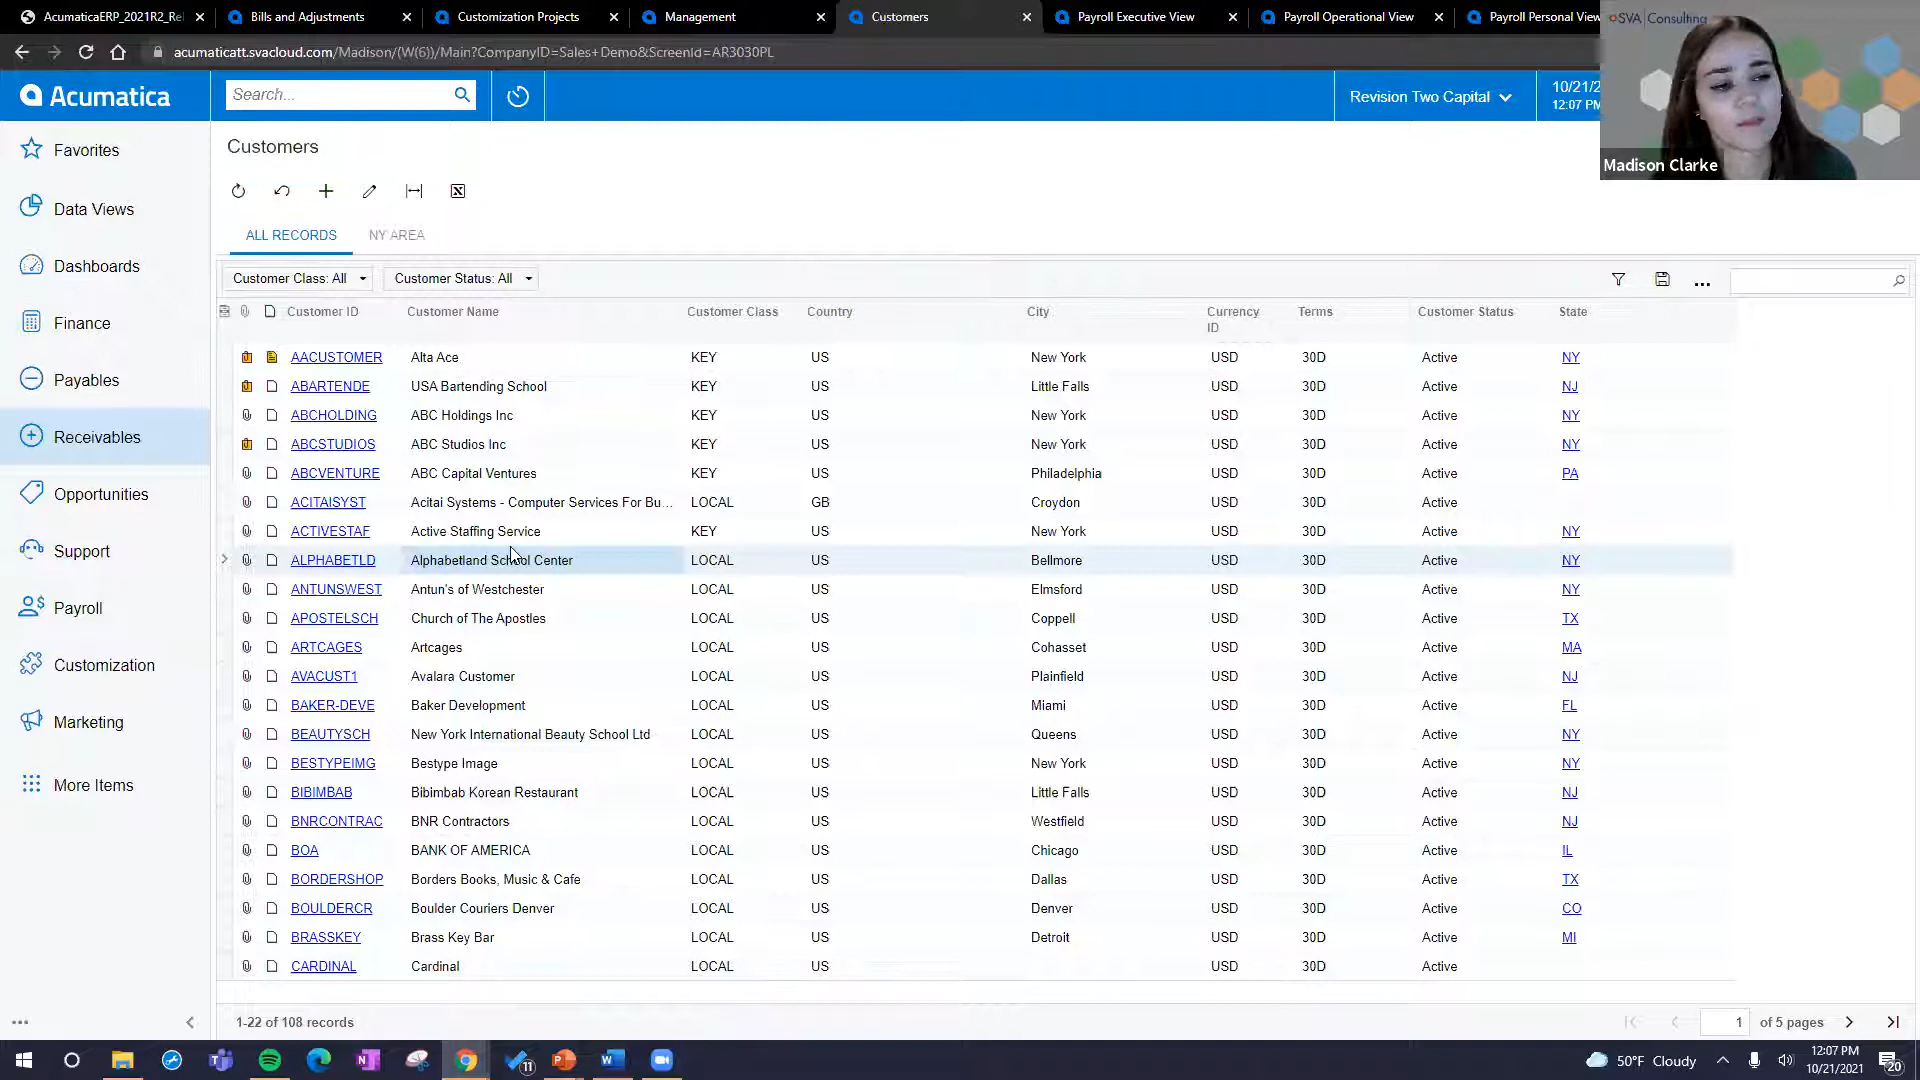 AcumaticaERP_2021R2_Rel
Bills and Adjustments
Customization Projects
Management
Customers
Payroll Executive View
Payroll Operational View
Payroll Personal View
SVA Consulting
acumaticatt.svacloud.com/Madison/(W(6))/Main?CompanyID=Sales+Demo&ScreenId=AR3030PL
Acumatica
Search...
Revision Two Capital
10/21/2
12:07 PM
Madison Clarke
Favorites
Data Views
Dashboards
Finance
Payables
Receivables
Opportunities
Support
Payroll
Customization
Marketing
More Items
Customers
ALL RECORDS NY AREA
Customer Class: All Customer Status: All
Customer ID Customer Name Customer Class Country City Currency ID Terms Customer Status State
AACUSTOMER Alta Ace KEY US New York USD 30D Active NY
ABARTENDE USA Bartending School KEY US Little Falls USD 30D Active NJ
ABCHOLDING ABC Holdings Inc KEY US New York USD 30D Active NY
ABCSTUDIOS ABC Studios Inc KEY US New York USD 30D Active NY
ABCVENTURE ABC Capital Ventures KEY US Philadelphia USD 30D Active PA
ACITAISYST Acitai Systems - Computer Services For Bu... LOCAL GB Croydon USD 30D Active
ACTIVESTAF Active Staffing Service KEY US New York USD 30D Active NY
ALPHABETLD Alphabetland School Center LOCAL US Bellmore USD 30D Active NY
ANTUNSWEST Antun's of Westchester LOCAL US Elmsford USD 30D Active NY
APOSTELSCH Church of The Apostles LOCAL US Coppell USD 30D Active TX
ARTCAGES Artcages LOCAL US Cohasset USD 30D Active MA
AVACUST1 Avalara Customer LOCAL US Plainfield USD 30D Active NJ
BAKER-DEVE Baker Development LOCAL US Miami USD 30D Active FL
BEAUTYSCH New York International Beauty School Ltd LOCAL US Queens USD 30D Active NY
BESTYPEIMG Bestype Image LOCAL US New York USD 30D Active NY
BIBIMBAB Bibimbab Korean Restaurant LOCAL US Little Falls USD 30D Active NJ
BNRCONTRAC BNR Contractors LOCAL US Westfield USD 30D Active NJ
BOA BANK OF AMERICA LOCAL US Chicago USD 30D Active IL
BORDERSHOP Borders Books, Music & Cafe LOCAL US Dallas USD 30D Active TX
BOULDERCR Boulder Couriers Denver LOCAL US Denver USD 30D Active CO
BRASSKEY Brass Key Bar LOCAL US Detroit USD 30D Active MI
CARDINAL Cardinal LOCAL US USD 30D Active
1-22 of 108 records
1 of 5 pages
11
50°F Cloudy
12:07 PM
10/21/2021
20